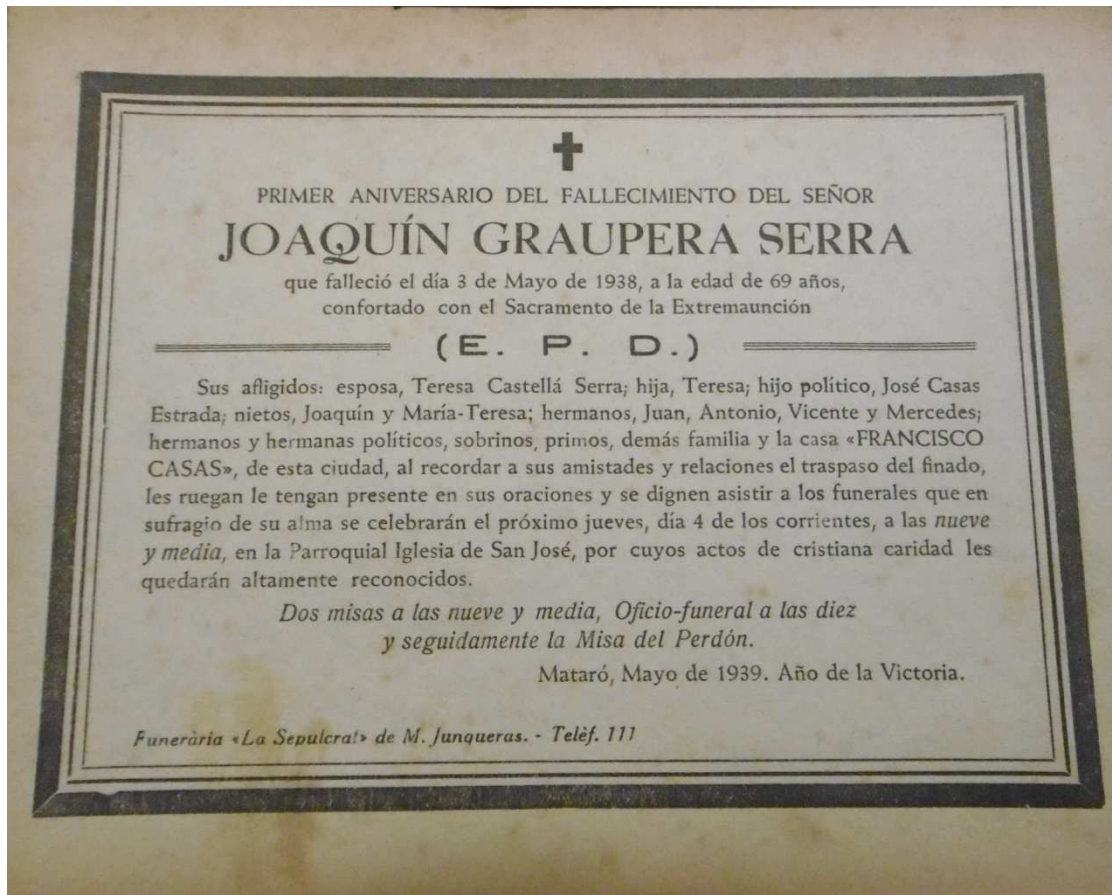 PRIMER ANIVERSARIO DEL FALLECIMIENTO DEL SEÑOR
JOAQUÍN GRAUPERA SERRA
que falleció el día 3 de Mayo de 1938, a la edad de 69 años,
confortado con el Sacramento de la Extremaunción
(E. P. D.)
Sus afligidos: esposa, Teresa Castellá Serra; hija, Teresa; hijo político, José Casas
Estrada; nietos, Joaquín y María-Teresa; hermanos, Juan, Antonio, Vicente y Mercedes;
hermanos y hermanas políticos, sobrinos, primos, demás familia y la casa «FRANCISCO
CASAS», de esta ciudad, al recordar a sus amistades y relaciones el traspaso del finado,
les ruegan le tengan presente en sus oraciones y se dignen asistir a los funerales que en
sufragio de su alma se celebrarán el próximo jueves, día 4 de los corrientes, a las nueve
y media, en la Parroquial Iglesia de San José, por cuyos actos de cristiana caridad les
quedarán altamente reconocidos.
Dos misas a las nueve y media, Oficio-funeral a las diez
y seguidamente la Misa del Perdón.
Mataró, Mayo de 1939. Año de la Victoria.
Funerària «La Sepulcral» de M. Junqueras. - Telèf. 111